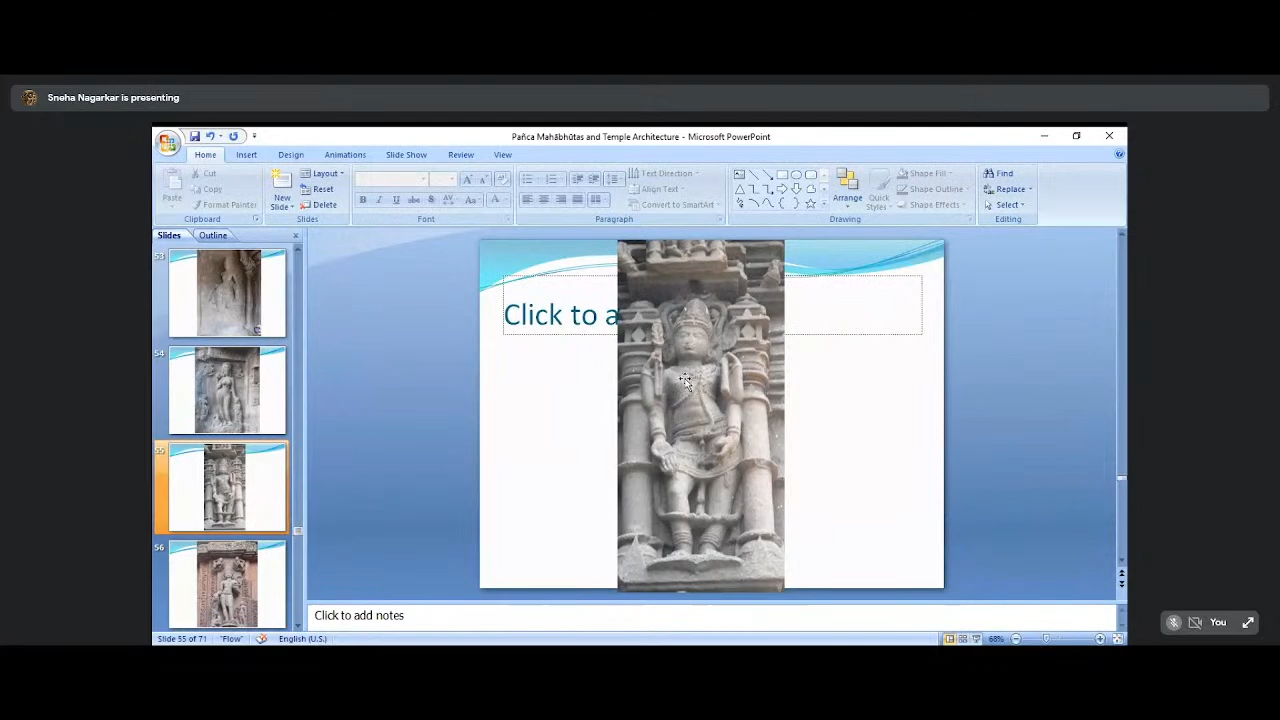 Sneha Nagarkar is presenting
Pañca Mahābhūtas and Temple Architecture - Microsoft PowerPoint
Home Insert Design Animations Slide Show Review View
Paste
Cut
Copy
Format Painter
Clipboard
New
Slide
Layout
Reset
Delete
Slides
B I U abc S AV Aa A
Font
Text Direction
Align Text
Convert to SmartArt
Paragraph
Arrange
Quick
Styles
Shape Fill
Shape Outline
Shape Effects
Drawing
Find
Replace
Select
Editing
Slides Outline
53
54
55
56
Click to a
Click to add notes
Slide 55 of 71 "Flow" English (U.S.) 68%
You